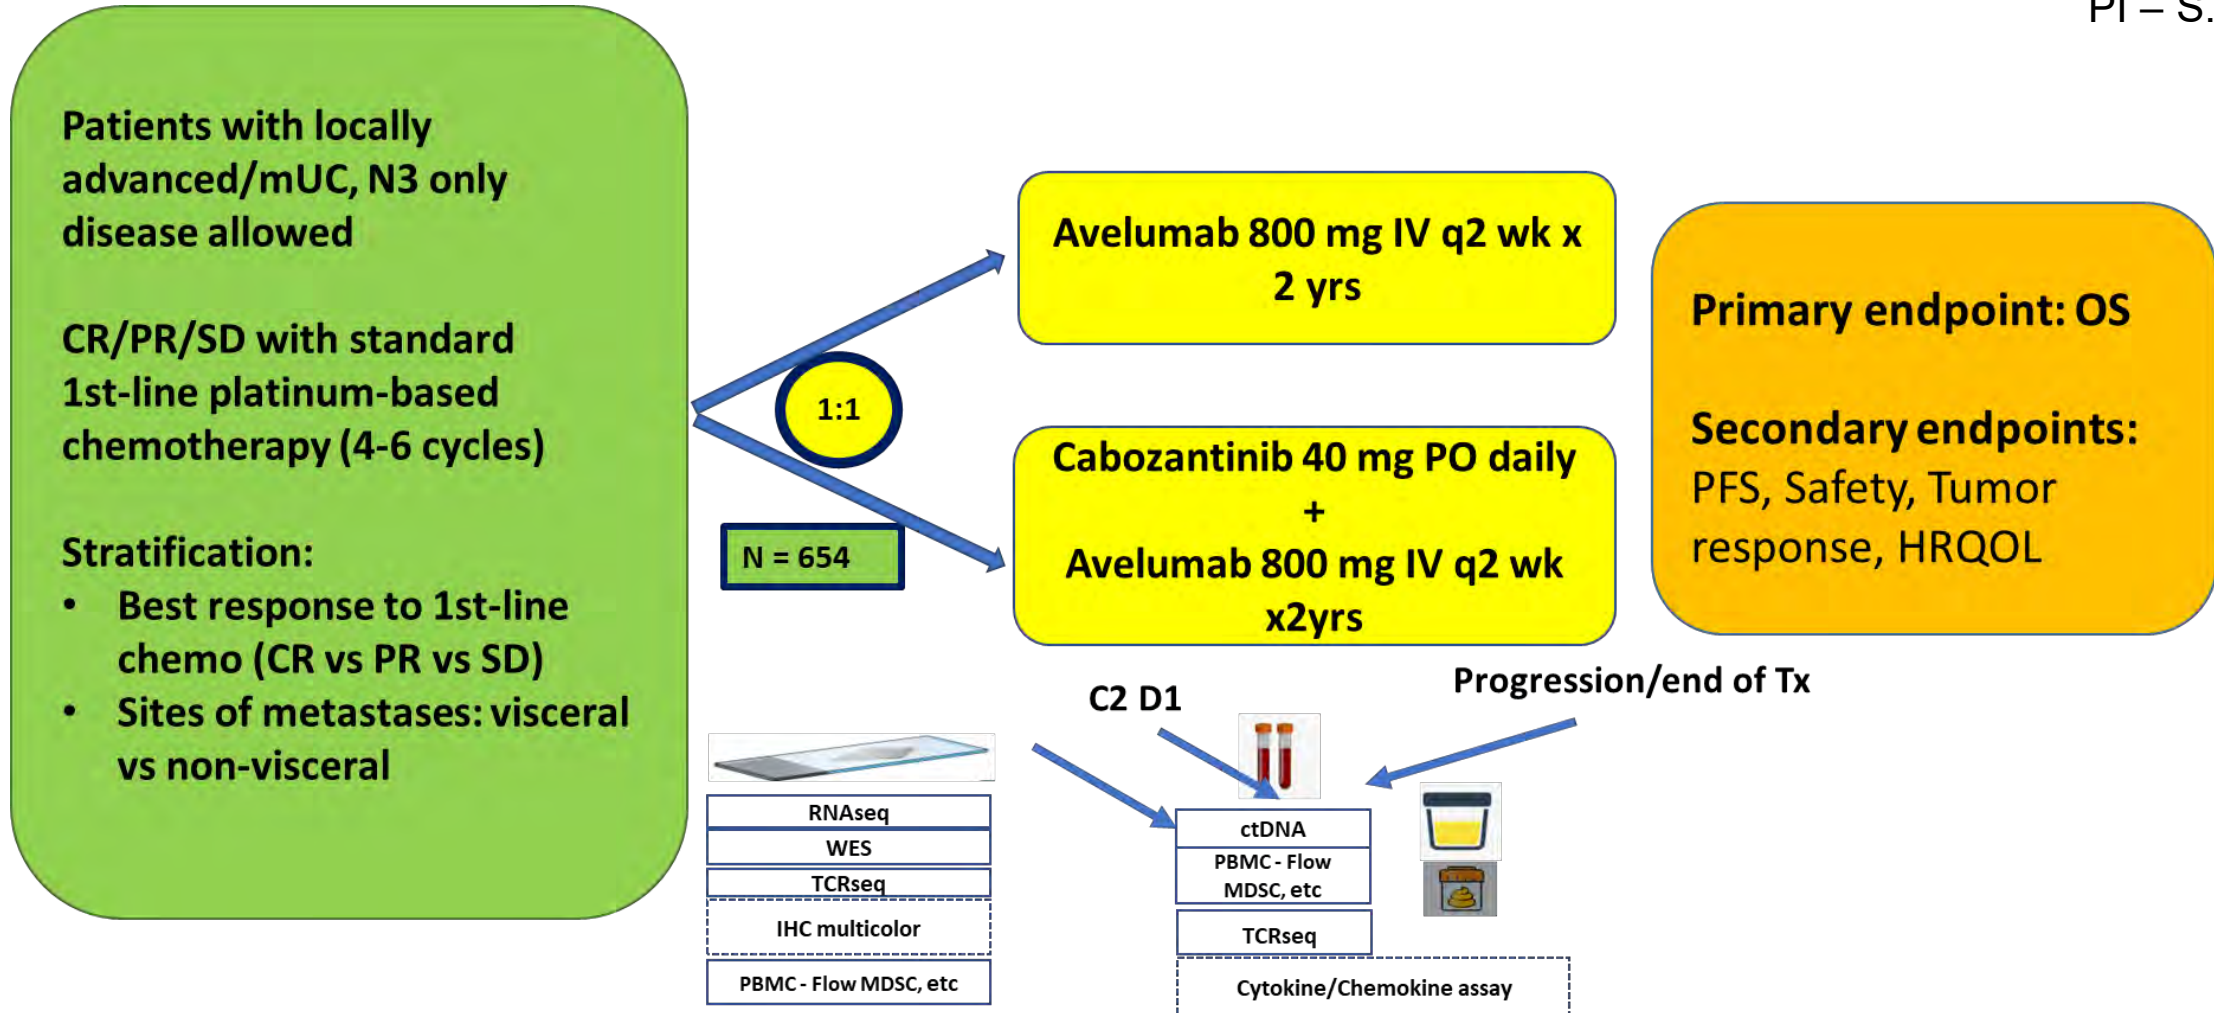 PI – S.
Patients with locally
advanced/mUC, N3 only
disease allowed
CR/PR/SD with standard
1st-line platinum-based
chemotherapy (4-6 cycles)
Stratification:
• Best response to 1st-line
chemo (CR vs PR vs SD)
• Sites of metastases: visceral
vs non-visceral
1:1
N = 654
Avelumab 800 mg IV q2 wk x
2 yrs
Cabozantinib 40 mg PO daily
+
Avelumab 800 mg IV q2 wk
x2yrs
Primary endpoint: OS
Secondary endpoints:
PFS, Safety, Tumor
response, HRQOL
C2 D1
Progression/end of Tx
RNAseq
WES
TCRseq
IHC multicolor
PBMC - Flow MDSC, etc
ctDNA
PBMC - Flow
MDSC, etc
TCRseq
Cytokine/Chemokine assay